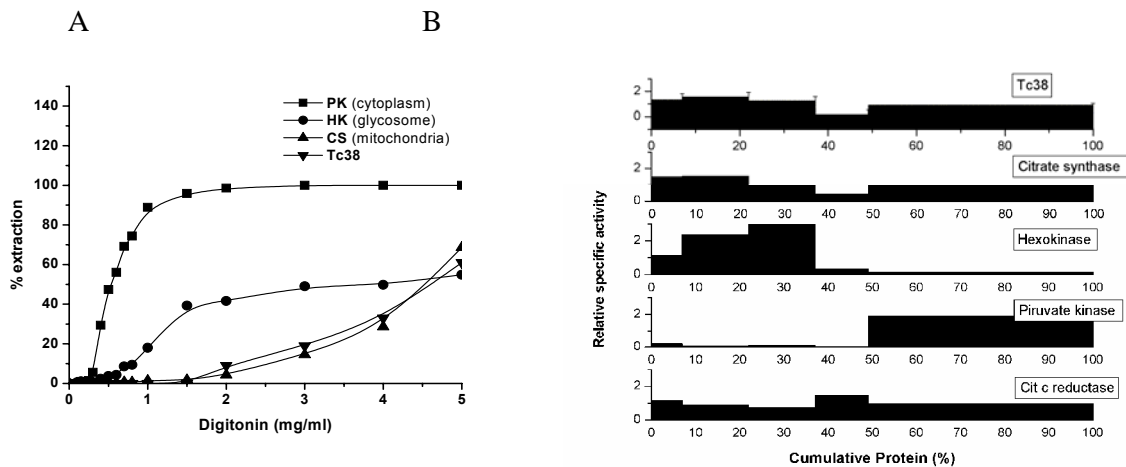 A
B
140
120
100
80
60
40
20
0
% extraction
PK (cytoplasm)
HK (glycosome)
CS (mitochondria)
Tc38
0 1 2 3 4 5
Digitonin (mg/ml)
Relative specific activity
Tc38
2
0
0 10 20 30 40 50 60 70 80 90 100
Citrate synthase
2
0
0 10 20 30 40 50 60 70 80 90 100
Hexokinase
2
0
0 10 20 30 40 50 60 70 80 90 100
Piruvate kinase
2
0
0 10 20 30 40 50 60 70 80 90 100
Cit c reductase
2
0
0 10 20 30 40 50 60 70 80 90 100
Cumulative Protein (%)